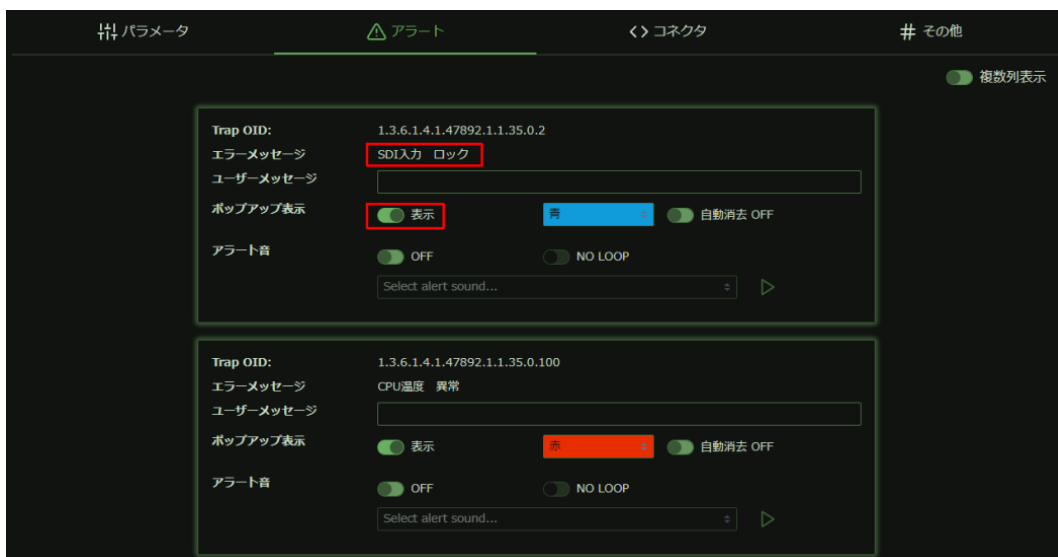 パラメータ アラート コネクタ その他
複数列表示
Trap OID: 1.3.6.1.4.1.47892.1.1.35.0.2
エラーメッセージ SDI入力 ロック
ユーザーメッセージ
ポップアップ表示 表示 青 自動消去 OFF
アラート音 OFF NO LOOP
Select alert sound...
Trap OID: 1.3.6.1.4.1.47892.1.1.35.0.100
エラーメッセージ CPU温度 異常
ユーザーメッセージ
ポップアップ表示 表示 赤 自動消去 OFF
アラート音 OFF NO LOOP
Select alert sound...